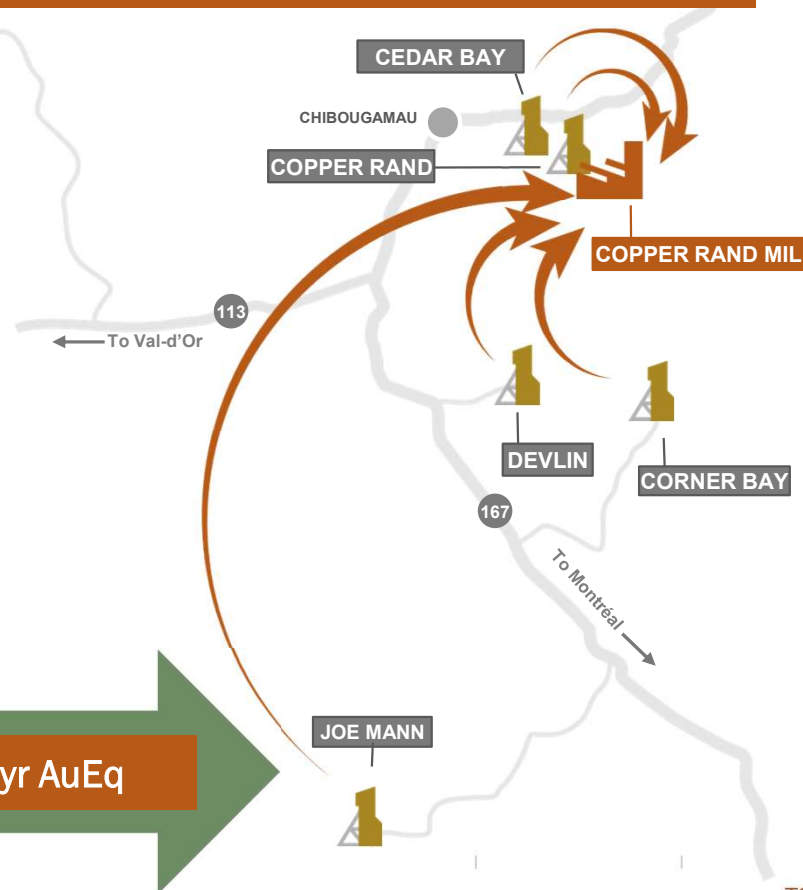 CEDAR BAY
CHIBOUGAMAU
COPPER RAND
COPPER RAND MIL
113
To Val-d'Or
DEVLIN
CORNER BAY
167
To Montréal
JOE MANN
yr AuEq